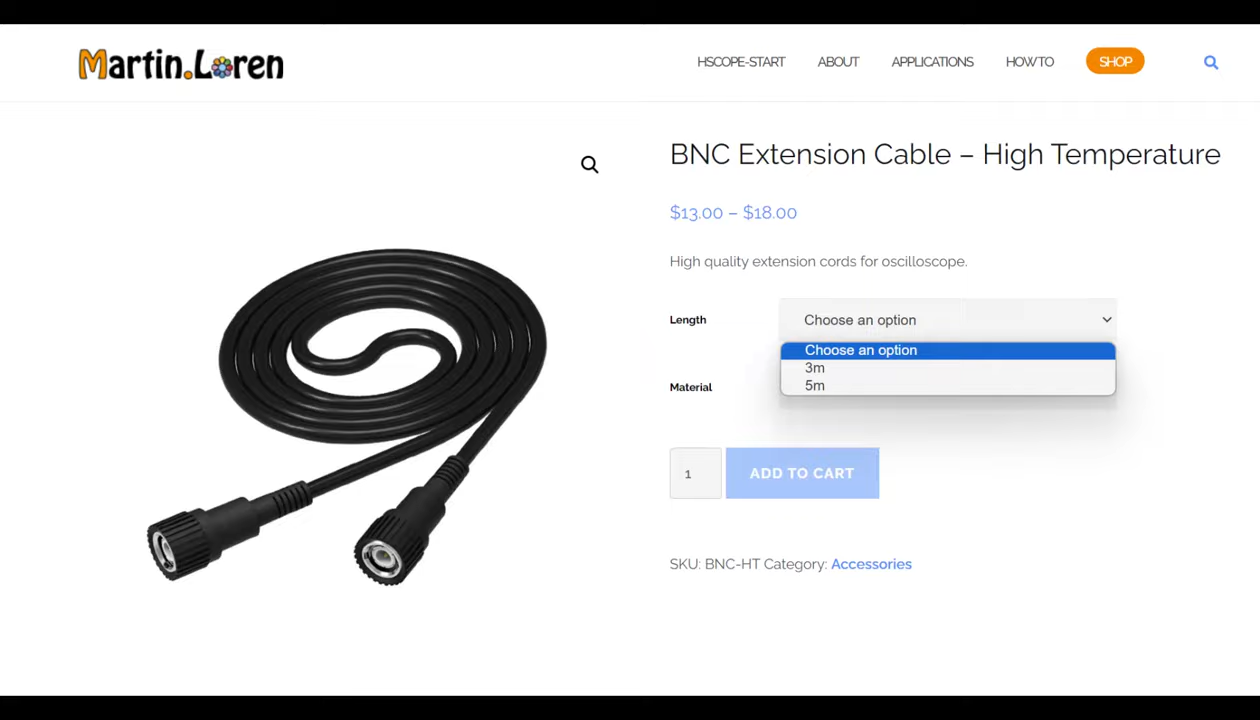 Martin.Loren
HSCOPE-START ABOUT APPLICATIONS HOWTO SHOP
BNC Extension Cable – High Temperature
$13.00 – $18.00
High quality extension cords for oscilloscope.
Length Choose an option
Choose an option
3m
5m
Material
1 ADD TO CART
SKU: BNC-HT Category: Accessories